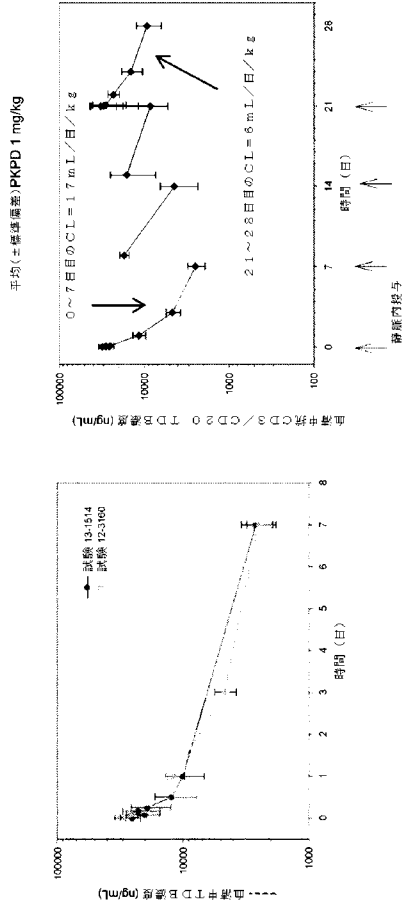 平均(±標準偏差)PKPD 1 mg/kg
0~7日目のCL=17mL/日/kg
21~28日目のCL=6mL/日/kg
血清中抗CD3/CD20 TDB濃度 (ng/mL)
100000
10000
1000
100
0
7
14
21
28
時間(日)
静脈内投与
試験 13-1514
試験 12-3160
血清中TDB濃度 (ng/mL)
100000
10000
1000
0
1
2
3
4
5
6
7
8
時間(日)